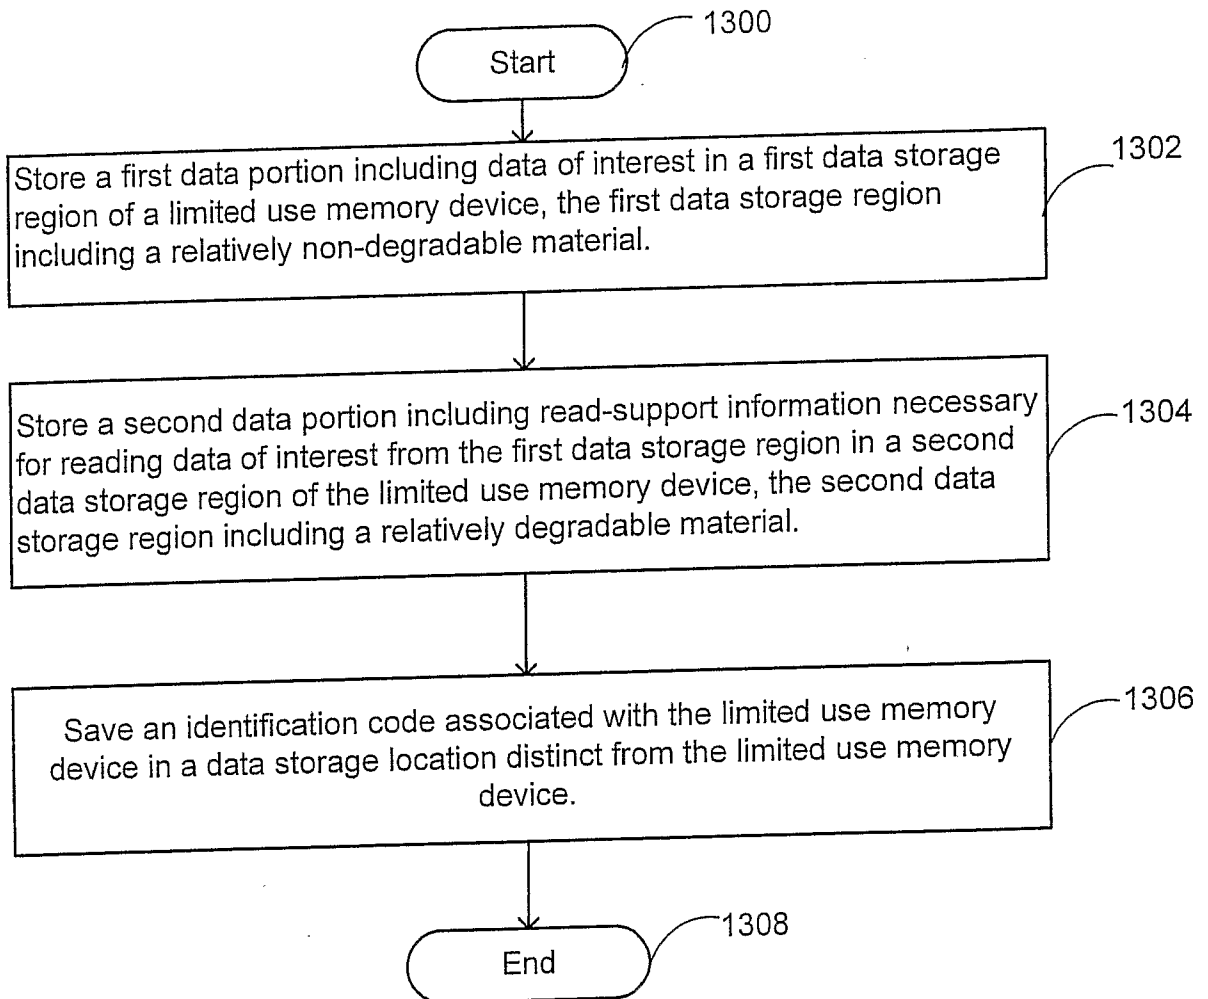 Start
1300
Store a first data portion including data of interest in a first data storage
region of a limited use memory device, the first data storage region
including a relatively non-degradable material.
1302
Store a second data portion including read-support information necessary
for reading data of interest from the first data storage region in a second
data storage region of the limited use memory device, the second data
storage region including a relatively degradable material.
1304
Save an identification code associated with the limited use memory
device in a data storage location distinct from the limited use memory
device.
1306
End
1308